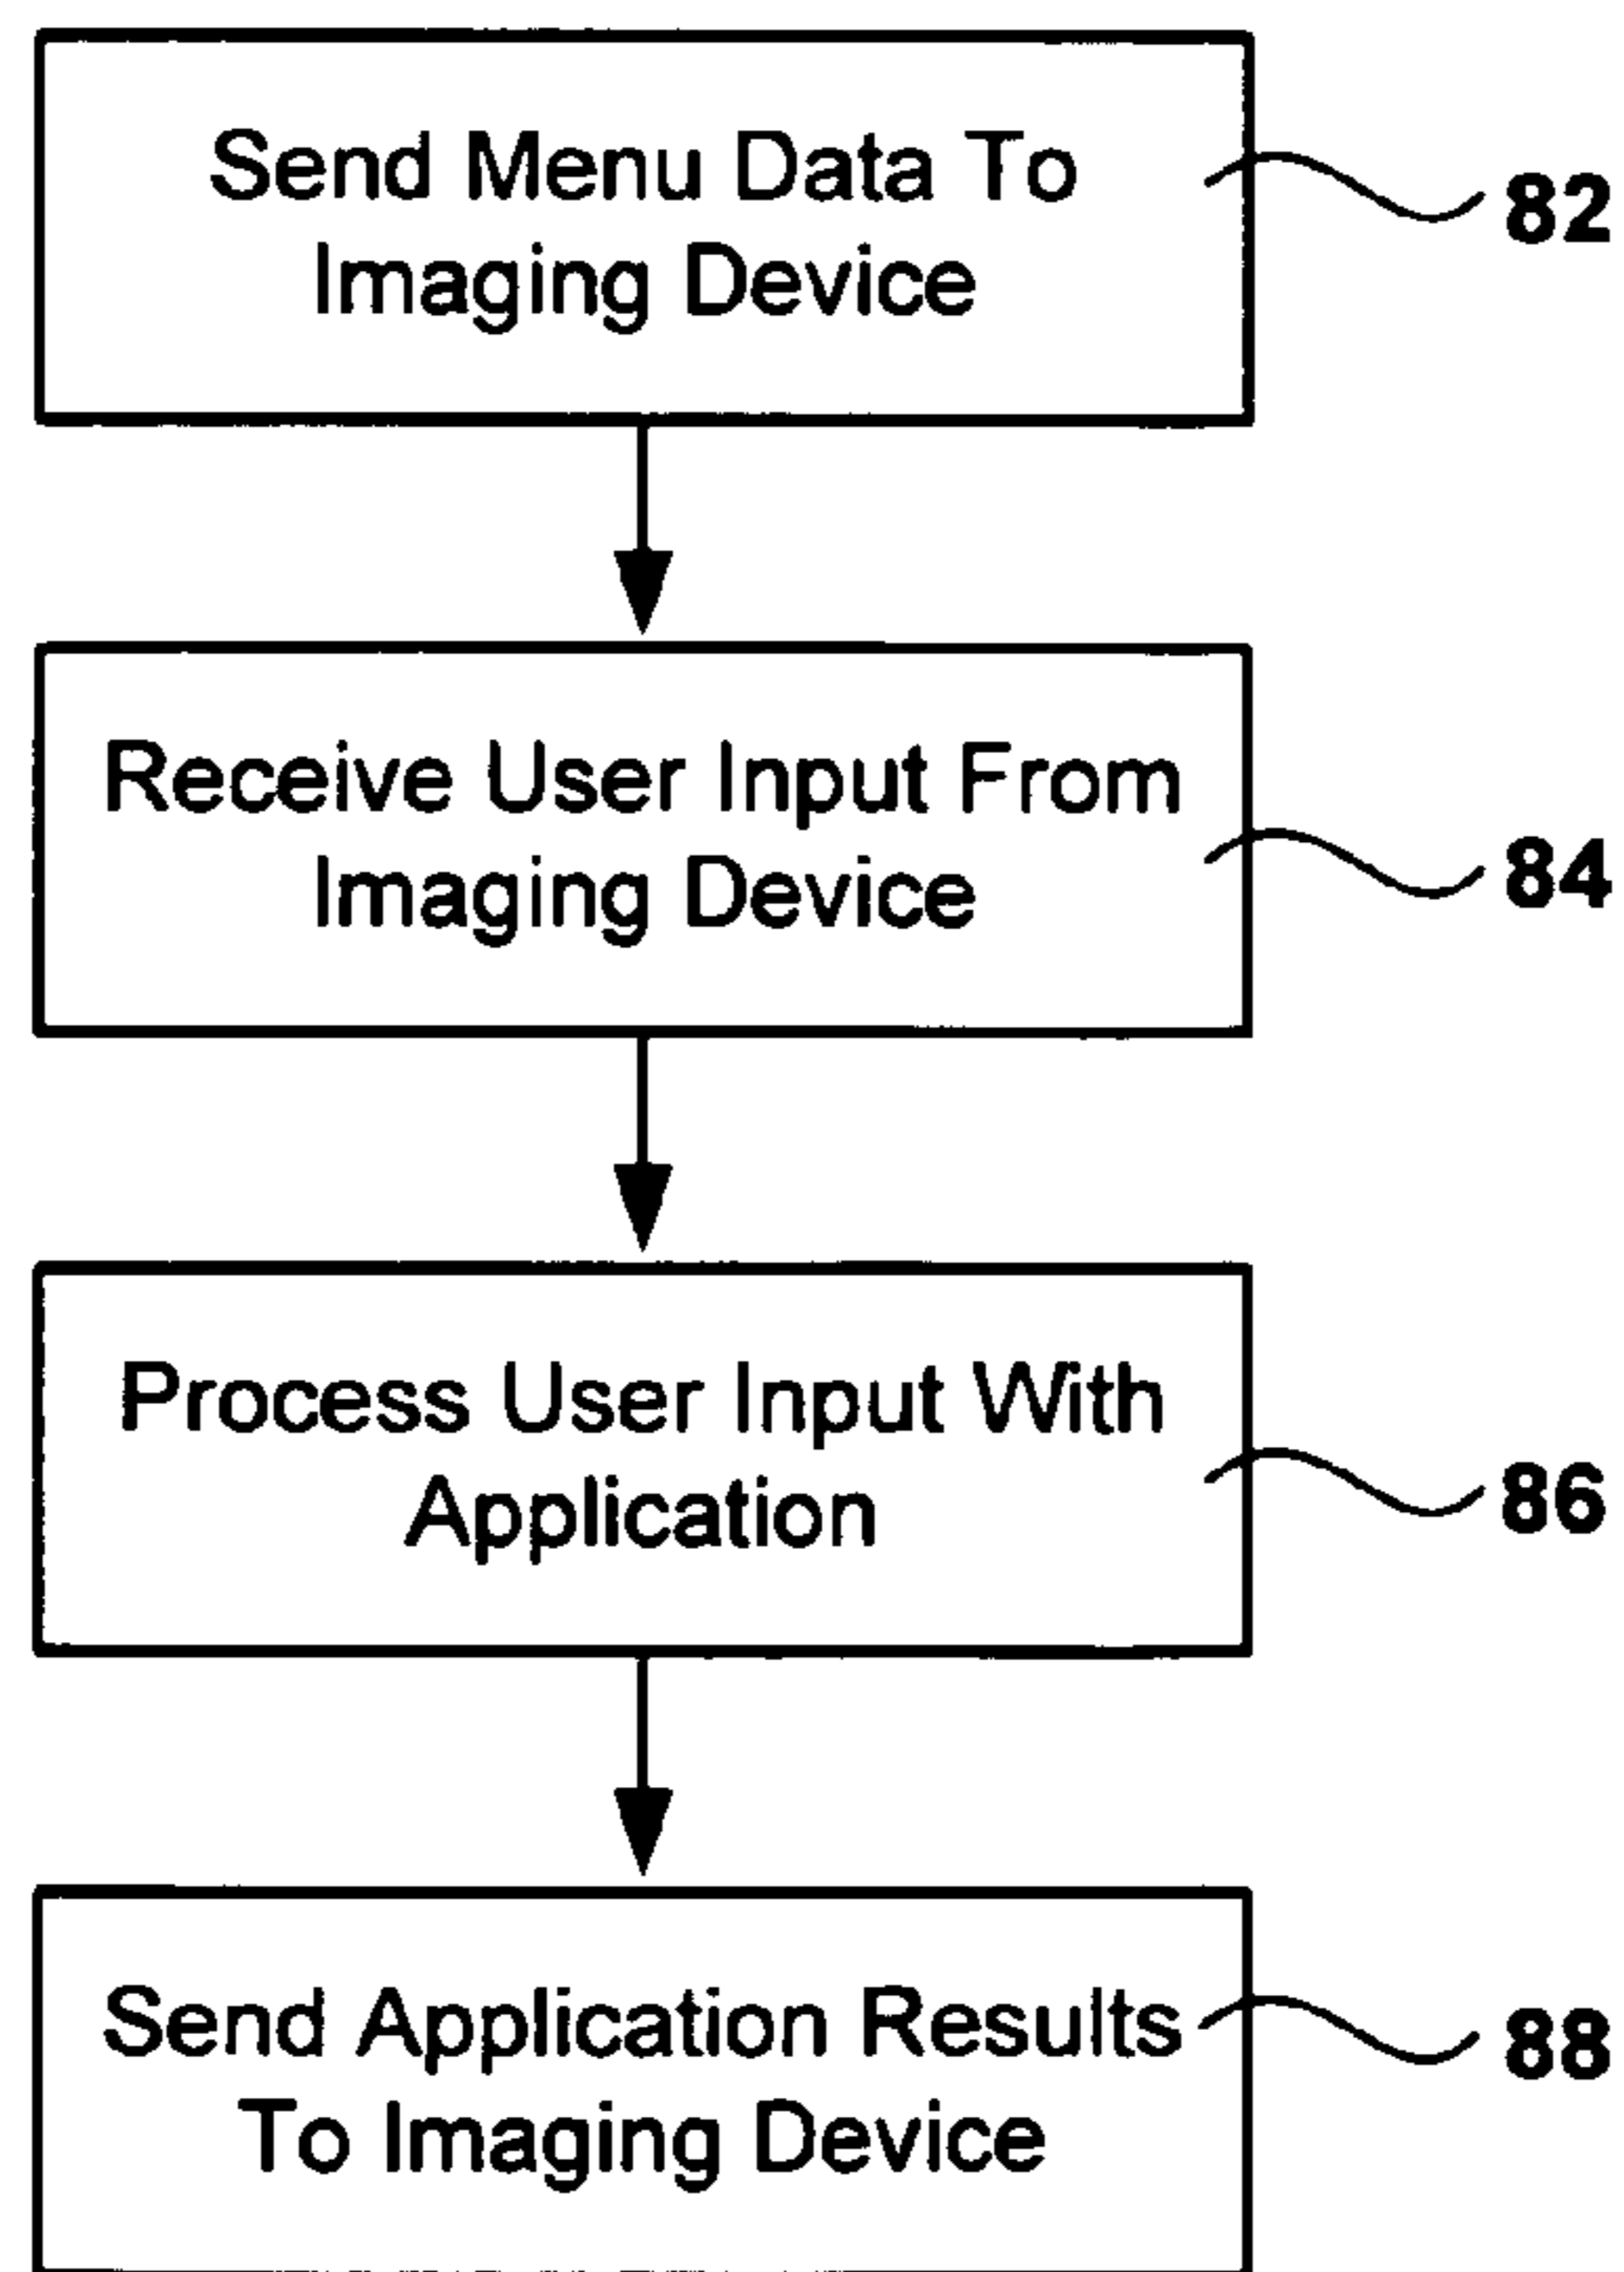 Send Menu Data To
Imaging Device
82
Receive User Input From
Imaging Device
84
Process User Input With
Application
86
Send Application Results
To Imaging Device
88